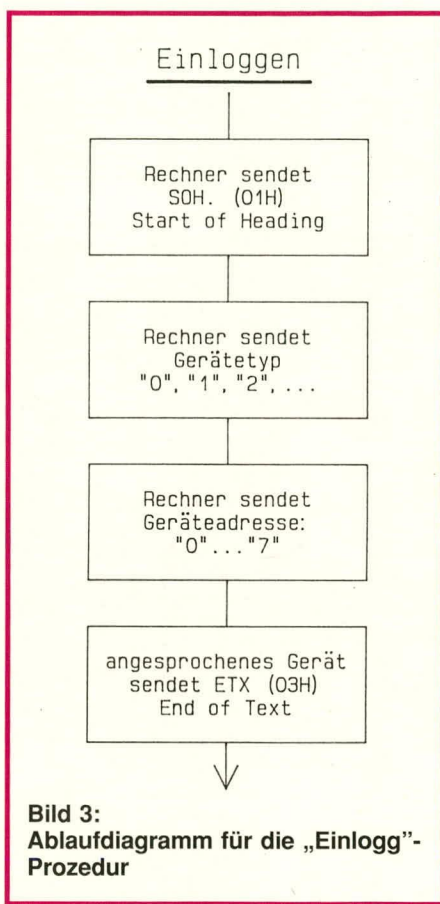 Einloggen
Rechner sendet
SOH. (01H)
Start of Heading
Rechner sendet
Gerätetyp
"0", "1", "2", ...
Rechner sendet
Geräteadresse:
"0"..."7"
angesprochenes Gerät
sendet ETX (03H)
End of Text
Bild 3:
Ablaufdiagramm für die „Einlogg"-
Prozedur